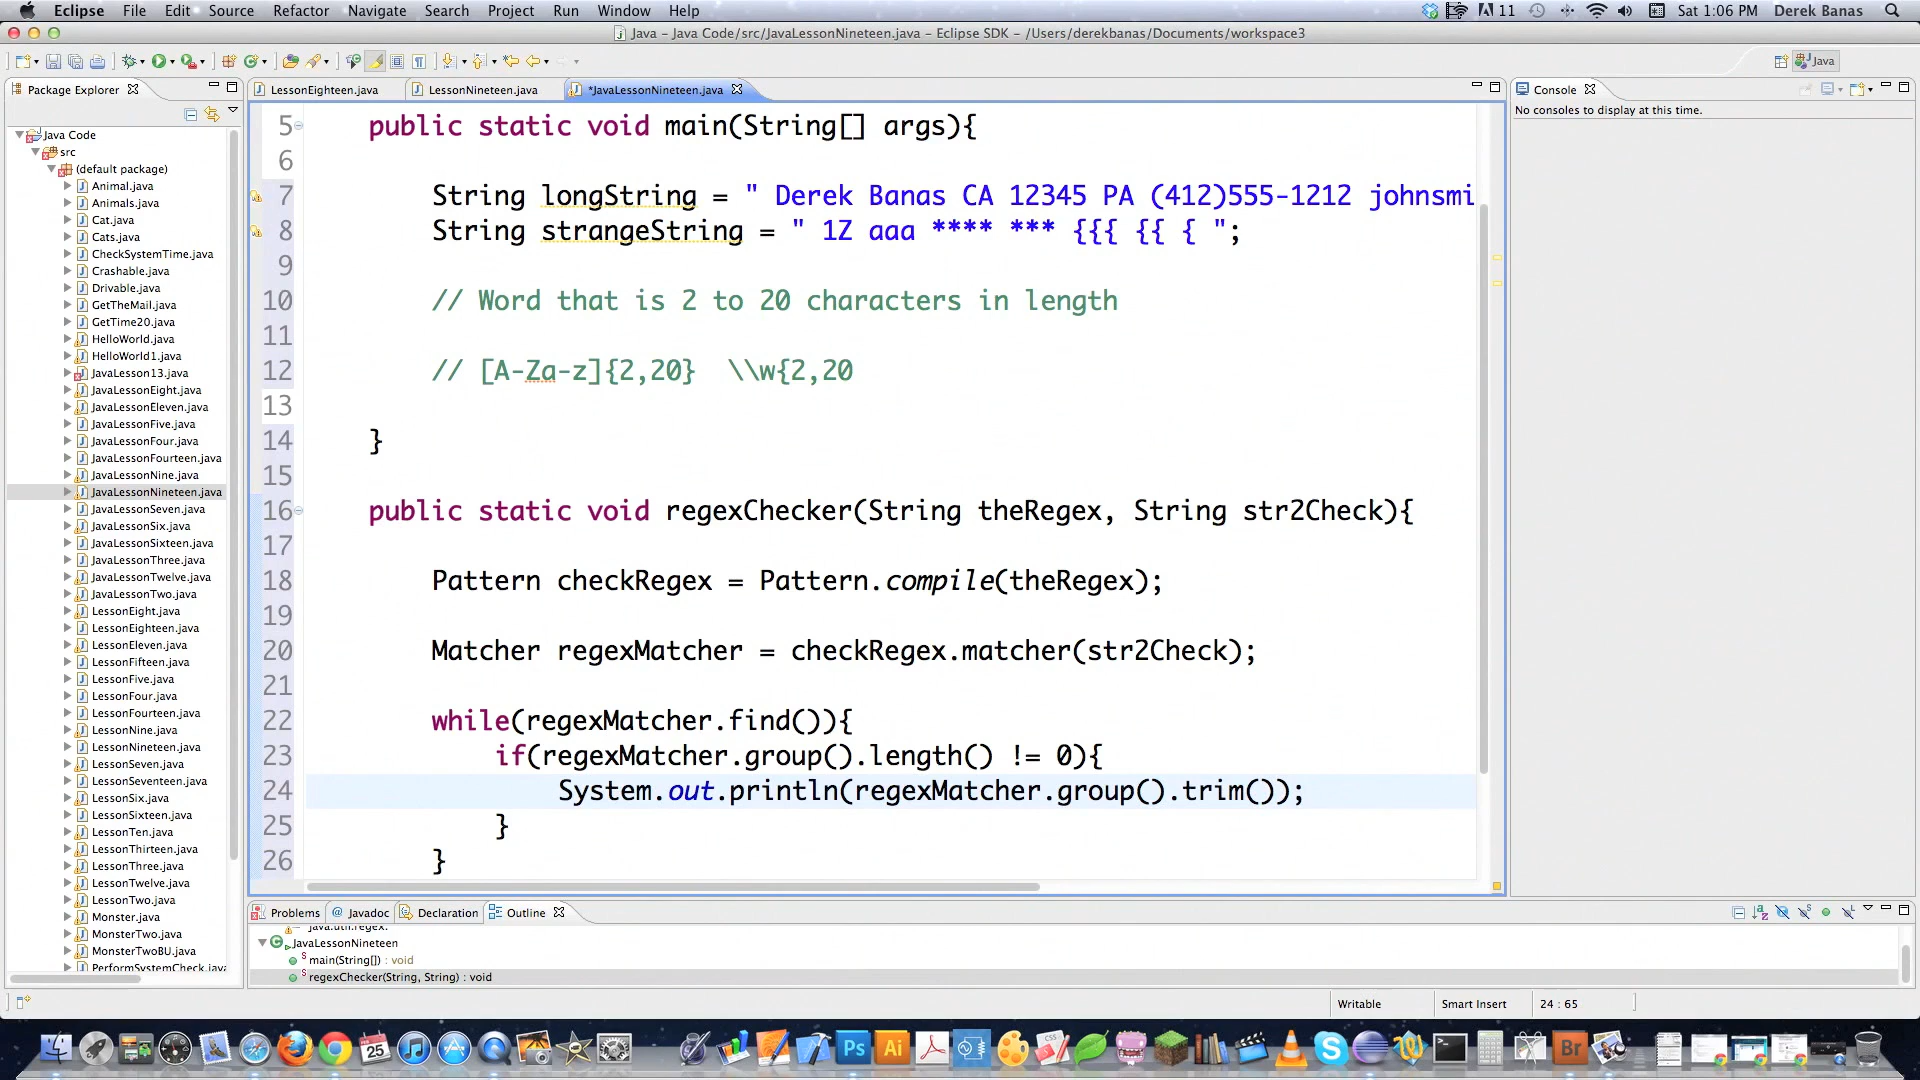 Eclipse File Edit Source Refactor Navigate Search Project Run Window Help 11 Sat 1:06 PM Derek Banas
Java – Java Code/src/JavaLessonNineteen.java – Eclipse SDK – /Users/derekbanas/Documents/workspace3
Java
Package Explorer
Java Code
src
(default package)
Animal.java
Animals.java
Cat.java
Cats.java
CheckSystemTime.java
Crashable.java
Drivable.java
GetTheMail.java
GetTime20.java
HelloWorld.java
HelloWorld1.java
JavaLesson13.java
JavaLessonEight.java
JavaLessonEleven.java
JavaLessonFive.java
JavaLessonFour.java
JavaLessonFourteen.java
JavaLessonNine.java
JavaLessonNineteen.java
JavaLessonSeven.java
JavaLessonSix.java
JavaLessonSixteen.java
JavaLessonThree.java
JavaLessonTwelve.java
JavaLessonTwo.java
LessonEight.java
LessonEighteen.java
LessonEleven.java
LessonFifteen.java
LessonFive.java
LessonFour.java
LessonFourteen.java
LessonNine.java
LessonNineteen.java
LessonSeven.java
LessonSeventeen.java
LessonSix.java
LessonSixteen.java
LessonTen.java
LessonThirteen.java
LessonThree.java
LessonTwelve.java
LessonTwo.java
Monster.java
MonsterTwo.java
MonsterTwoBU.java
PerformSystemCheck.java
LessonEighteen.java LessonNineteen.java *JavaLessonNineteen.java
5 public static void main(String[] args){
6
7 String longString = " Derek Banas CA 12345 PA (412)555-1212 johnsmi
8 String strangeString = " 1Z aaa **** *** {{{ {{ { ";
9
10 // Word that is 2 to 20 characters in length
11
12 // [A-Za-z]{2,20} \\w{2,20
13
14 }
15
16 public static void regexChecker(String theRegex, String str2Check){
17
18 Pattern checkRegex = Pattern.compile(theRegex);
19
20 Matcher regexMatcher = checkRegex.matcher(str2Check);
21
22 while(regexMatcher.find()){
23 if(regexMatcher.group().length() != 0){
24 System.out.println(regexMatcher.group().trim());
25 }
26 }
Console
No consoles to display at this time.
Problems @ Javadoc Declaration Outline
java.util.regex.
JavaLessonNineteen
main(String[]) : void
regexChecker(String, String) : void
Writable Smart Insert 24 : 65
25 Ps Ai CSS Br